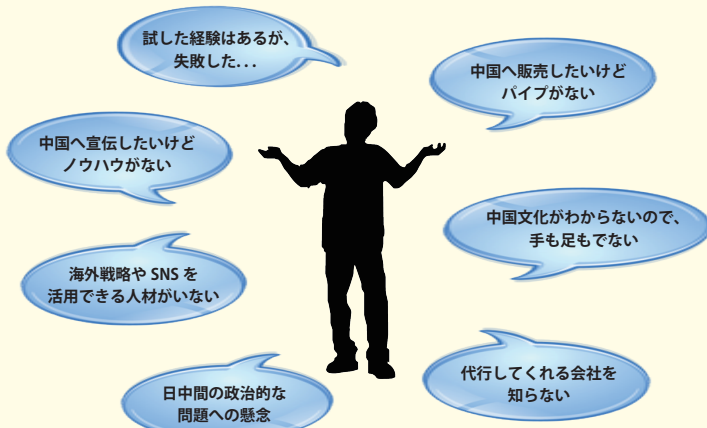 試した経験はあるが、
失敗した...
中国へ販売したいけど
パイプがない
中国へ宣伝したいけど
ノウハウがない
中国文化がわからないので、
手も足もでない
海外戦略や SNS を
活用できる人材がいない
代行してくれる会社を
知らない
日中間の政治的な
問題への懸念